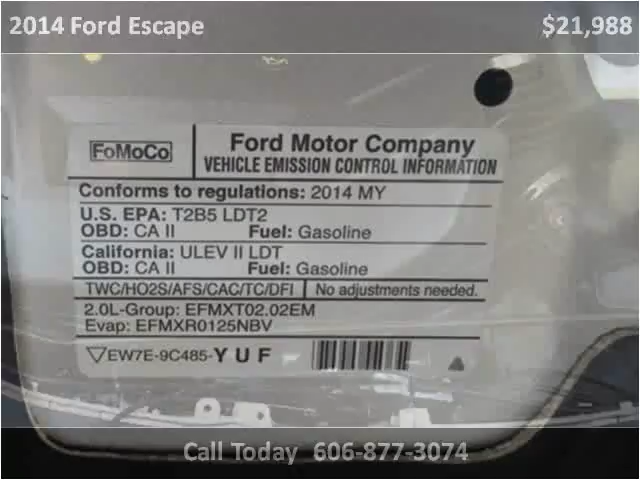 2014 Ford Escape $21,988
FoMoCo
Ford Motor Company
VEHICLE EMISSION CONTROL INFORMATION
Conforms to regulations: 2014 MY
U.S. EPA: T2B5 LDT2
OBD: CA II Fuel: Gasoline
California: ULEV II LDT
OBD: CA II Fuel: Gasoline
TWC/HO2S/AFS/CAC/TC/DFI No adjustments needed.
2.0L-Group: EFMXT02.02EM
Evap: EFMXR0125NBV
EW7E-9C485-YUF
Call Today 606-877-3074